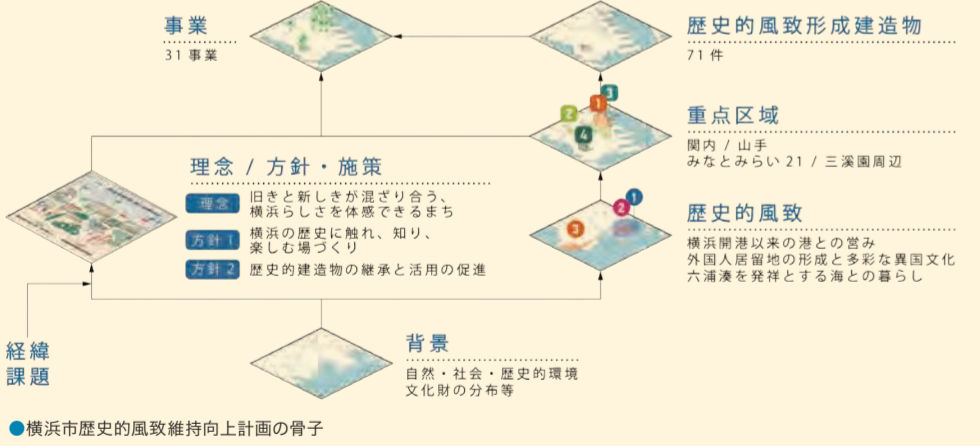 事業
31 事業
歴史的風致形成建造物
71 件
3
1
2
4
重点区域
関内 / 山手
みなとみらい 21 / 三溪園周辺
理念 / 方針・施策
理念
旧きと新しきが混ざり合う、
横浜らしさを体感できるまち
方針 1
横浜の歴史に触れ、知り、
楽しむ場づくり
方針 2
歴史的建造物の継承と活用の促進
1
2
3
歴史的風致
横浜開港以来の港との営み
外国人居留地の形成と多彩な異国文化
六浦湊を発祥とする海との暮らし
経緯
課題
背景
自然・社会・歴史的環境
文化財の分布等
●横浜市歴史的風致維持向上計画の骨子